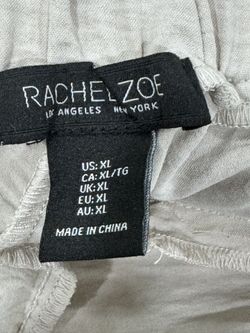 RACHEL ZOE
LOS ANGELES NEW YORK
US: XL
CA: XL/TG
UK: XL
EU: XL
AU: XL
MADE IN CHINA